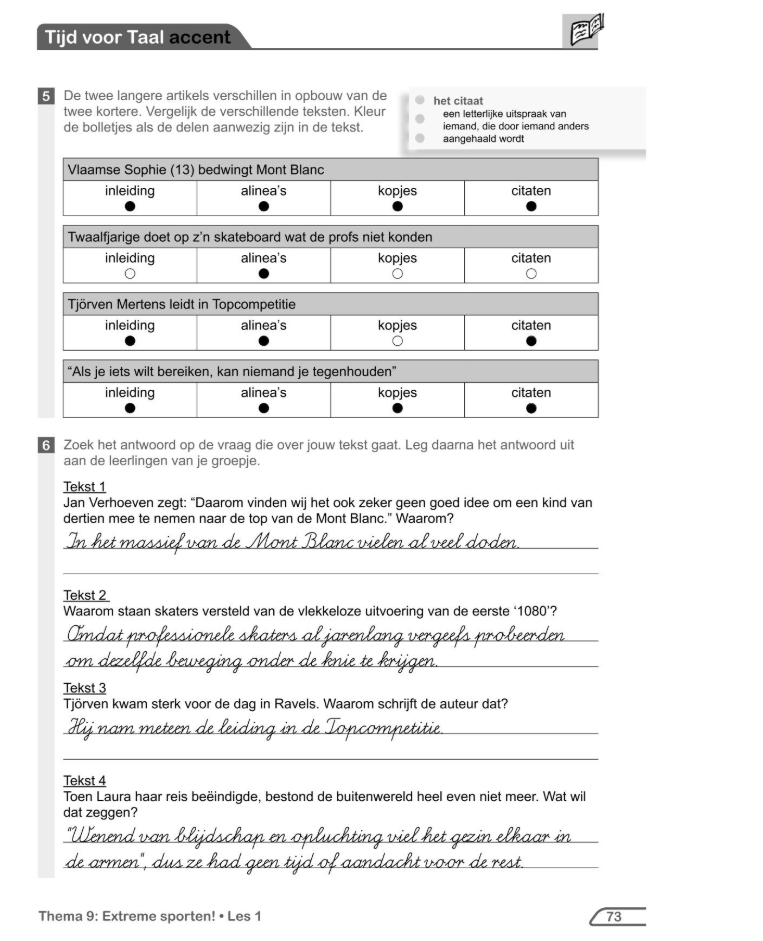 Tijd voor Taal accent
5 De twee langere artikels verschillen in opbouw van de
twee kortere. Vergelijk de verschillende teksten. Kleur
de bolletjes als de delen aanwezig zijn in de tekst.
het citaat
een letterlijke uitspraak van
iemand, die door iemand anders
aangehaald wordt
Vlaamse Sophie (13) bedwingt Mont Blanc
inleiding alinea's kopjes citaten
Twaalfjarige doet op z'n skateboard wat de profs niet konden
inleiding alinea's kopjes citaten
Tjörven Mertens leidt in Topcompetitie
inleiding alinea's kopjes citaten
“Als je iets wilt bereiken, kan niemand je tegenhouden”
inleiding alinea's kopjes citaten
6 Zoek het antwoord op de vraag die over jouw tekst gaat. Leg daarna het antwoord uit
aan de leerlingen van je groepje.
Tekst 1
Jan Verhoeven zegt: “Daarom vinden wij het ook zeker geen goed idee om een kind van
dertien mee te nemen naar de top van de Mont Blanc.” Waarom?
In het massief van de Mont Blanc vielen al veel doden.
Tekst 2
Waarom staan skaters versteld van de vlekkeloze uitvoering van de eerste ‘1080’?
Omdat professionele skaters al jarenlang vergeefs probeerden
om dezelfde beweging onder de knie te krijgen.
Tekst 3
Tjörven kwam sterk voor de dag in Ravels. Waarom schrijft de auteur dat?
Hij nam meteen de leiding in de Topcompetitie.
Tekst 4
Toen Laura haar reis beëindigde, bestond de buitenwereld heel even niet meer. Wat wil
dat zeggen?
"Wenend van blijdschap en opluchting viel het gezin elkaar in
de armen", dus ze had geen tijd of aandacht voor de rest.
Thema 9: Extreme sporten! • Les 1
73